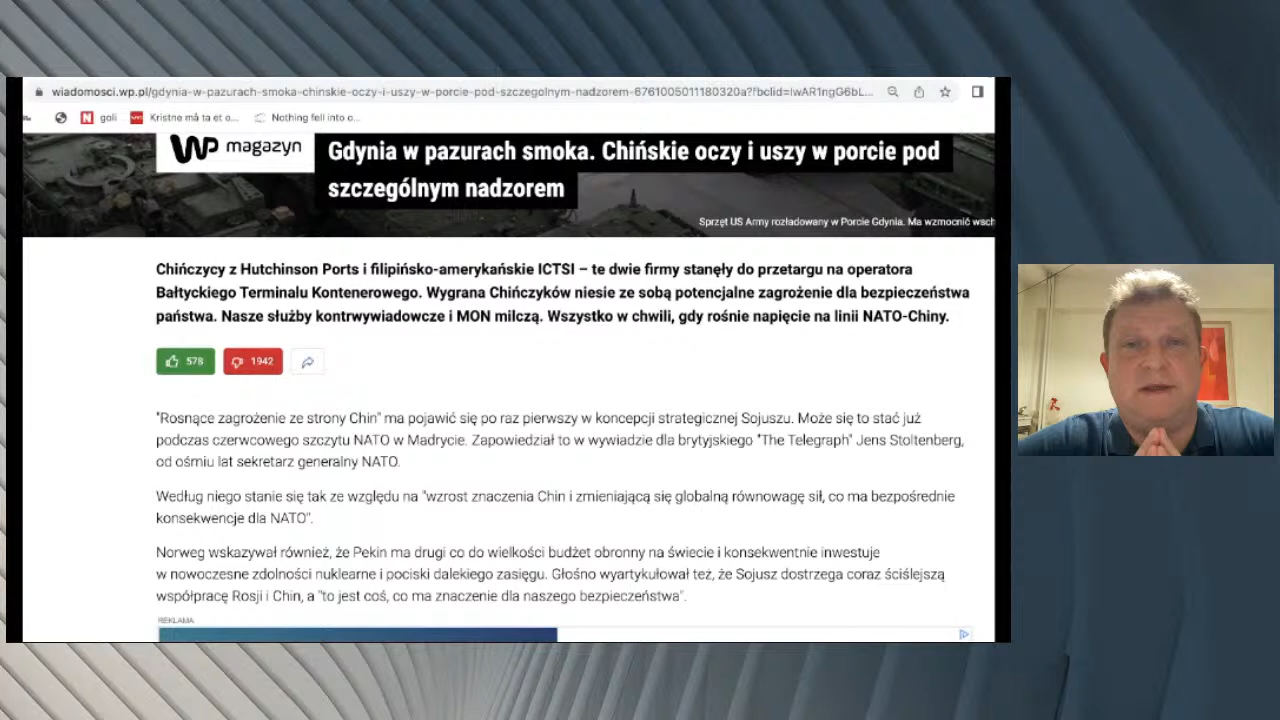 wiadomosci.wp.pl/gdynia-w-pazurach-smoka-chinskie-oczy-i-uszy-w-porcie-pod-szczegolnym-nadzorem-6761005011180320a?fbclid=IwAR1ngG6bL...
goli
Kristne må ta et o...
Nothing fell into o...
WP magazyn
Gdynia w pazurach smoka. Chińskie oczy i uszy w porcie pod
szczególnym nadzorem
Sprzęt US Army rozładowany w Porcie Gdynia. Ma wzmocnić wsch
Chińczycy z Hutchinson Ports i filipińsko-amerykańskie ICTSI – te dwie firmy stanęły do przetargu na operatora
Bałtyckiego Terminalu Kontenerowego. Wygrana Chińczyków niesie ze sobą potencjalne zagrożenie dla bezpieczeństwa
państwa. Nasze służby kontrwywiadowcze i MON milczą. Wszystko w chwili, gdy rośnie napięcie na linii NATO-Chiny.
578
1942
"Rosnące zagrożenie ze strony Chin" ma pojawić się po raz pierwszy w koncepcji strategicznej Sojuszu. Może się to stać już
podczas czerwcowego szczytu NATO w Madrycie. Zapowiedział to w wywiadzie dla brytyjskiego "The Telegraph" Jens Stoltenberg,
od ośmiu lat sekretarz generalny NATO.
Według niego stanie się tak ze względu na "wzrost znaczenia Chin i zmieniającą się globalną równowagę sił, co ma bezpośrednie
konsekwencje dla NATO".
Norweg wskazywał również, że Pekin ma drugi co do wielkości budżet obronny na świecie i konsekwentnie inwestuje
w nowoczesne zdolności nuklearne i pociski dalekiego zasięgu. Głośno wyartykułował też, że Sojusz dostrzega coraz ściślejszą
współpracę Rosji i Chin, a "to jest coś, co ma znaczenie dla naszego bezpieczeństwa".
REKLAMA